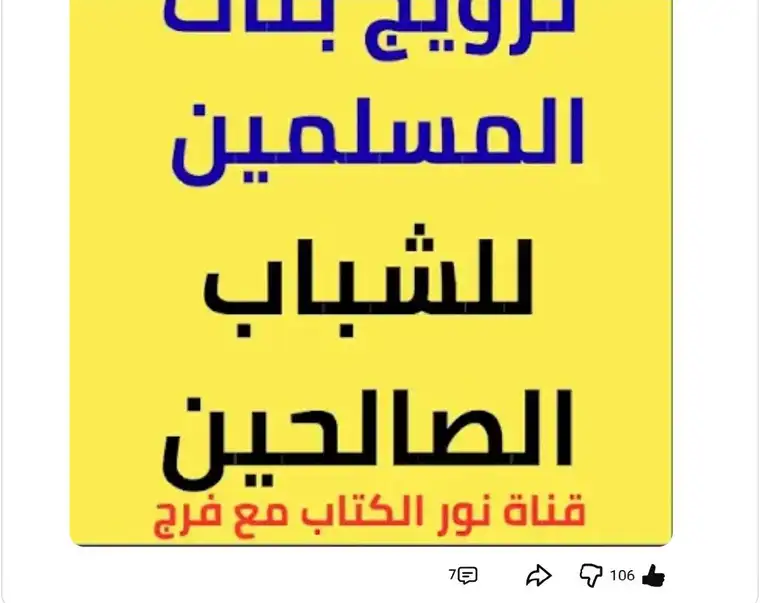 تزويج بنات
المسلمين
للشباب
الصالحين
قناة نور الكتاب مع فرج
7 106